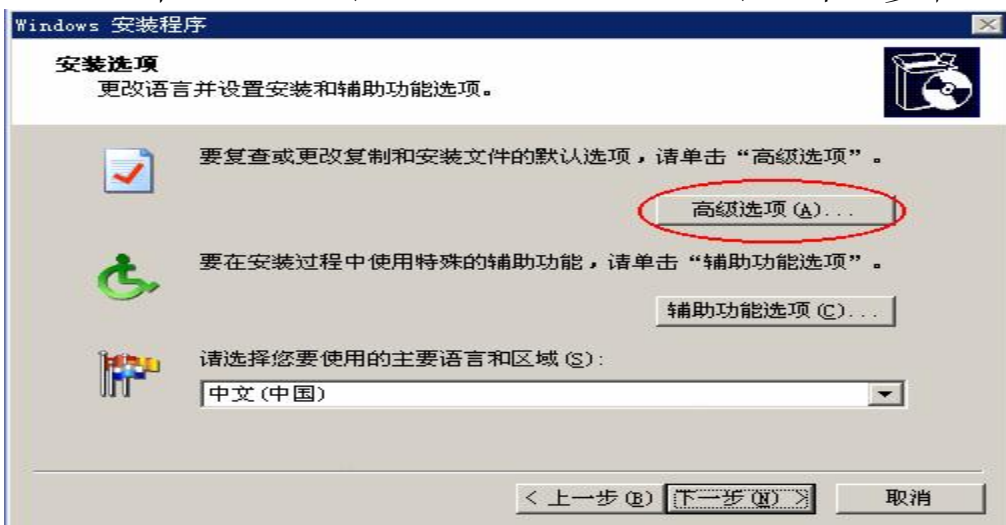 Windows 安装程序
安装选项
更改语言并设置安装和辅助功能选项。
要复查或更改复制和安装文件的默认选项，请单击“高级选项”。
高级选项(A)...
要在安装过程中使用特殊的辅助功能，请单击“辅助功能选项”。
辅助功能选项(C)...
请选择您要使用的主要语言和区域(S):
中文(中国)
< 上一步(B) 下一步(N) > 取消